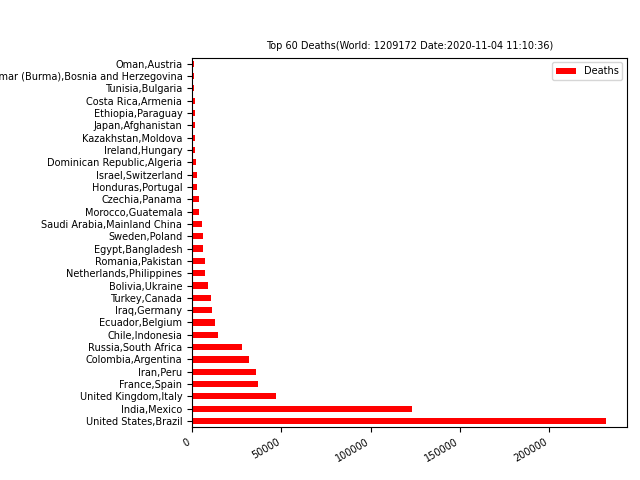 Top 60 Deaths(World: 1209172 Date:2020-11-04 11:10:36)
Deaths
Oman,Austria
mar (Burma),Bosnia and Herzegovina
Tunisia,Bulgaria
Costa Rica,Armenia
Ethiopia,Paraguay
Japan,Afghanistan
Kazakhstan,Moldova
Ireland,Hungary
Dominican Republic,Algeria
Israel,Switzerland
Honduras,Portugal
Czechia,Panama
Morocco,Guatemala
Saudi Arabia,Mainland China
Sweden,Poland
Egypt,Bangladesh
Romania,Pakistan
Netherlands,Philippines
Bolivia,Ukraine
Turkey,Canada
Iraq,Germany
Ecuador,Belgium
Chile,Indonesia
Russia,South Africa
Colombia,Argentina
Iran,Peru
France,Spain
United Kingdom,Italy
India,Mexico
United States,Brazil
0
50000
100000
150000
200000